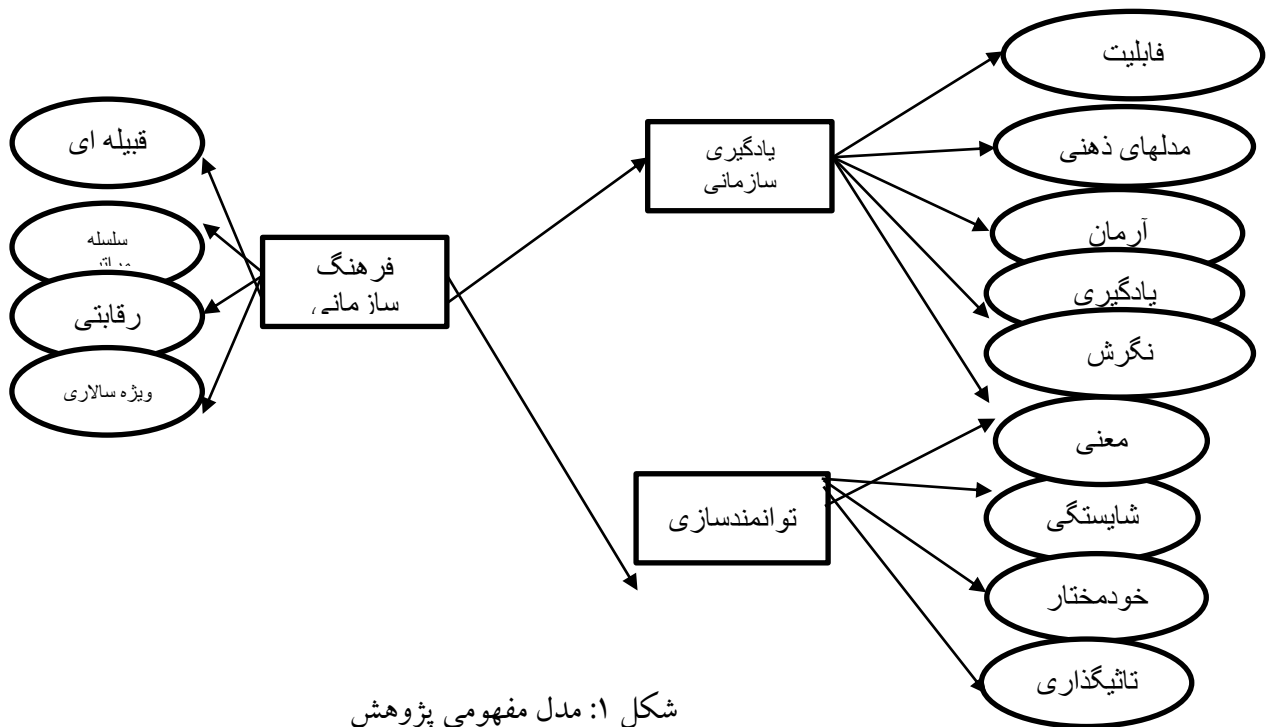 فابلیت
مدلهای ذهنی
آرمان
یادگیری
نگرش
یادگیری
سازمانی
قبیله ای
سلسله
رقابتی
ویژه سالاری
فرهنگ
سازمانی
معنی
شایستگی
خودمختار
تاثیگذاری
توانمندسازی
شکل ۱: مدل مفهومی پژوهش